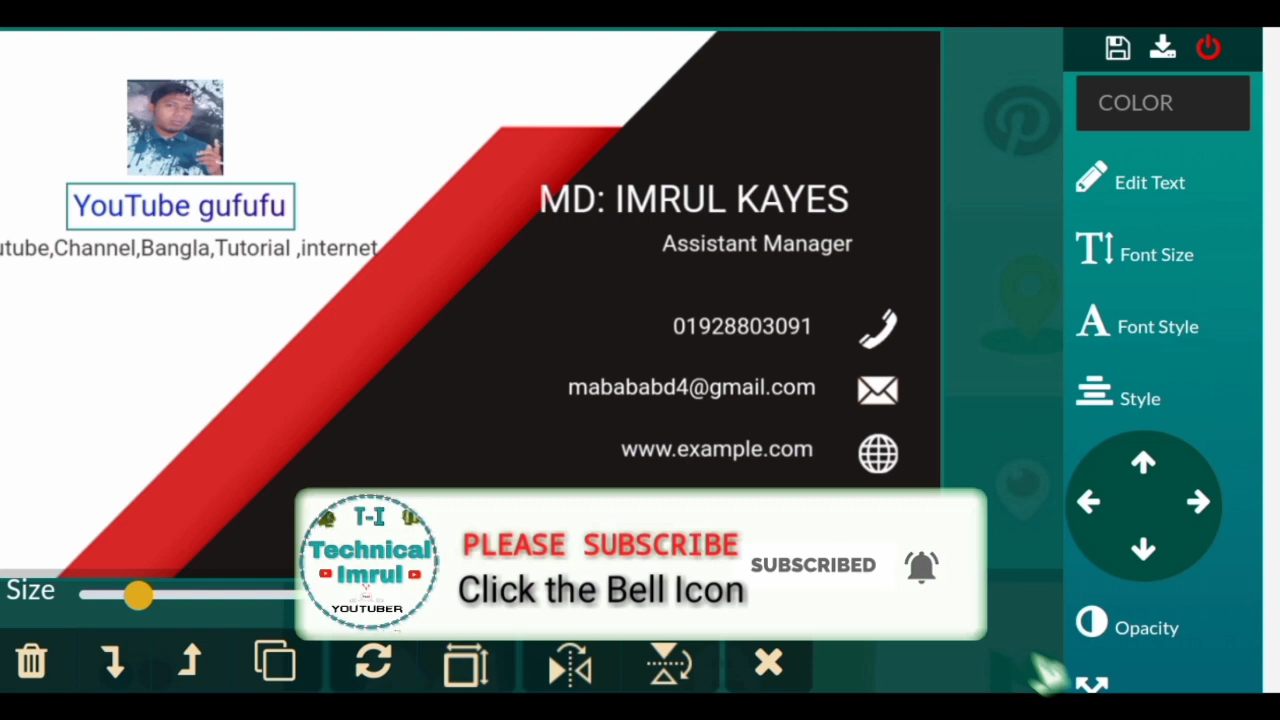 COLOR
YouTube gufufu
utube,Channel,Bangla,Tutorial ,internet
MD: IMRUL KAYES
Assistant Manager
01928803091
mabababd4@gmail.com
www.example.com
Edit Text
Font Size
Font Style
Style
Opacity
Size
T-I
Technical
Imrul
YOUTUBER
PLEASE SUBSCRIBE
Click the Bell Icon
SUBSCRIBED